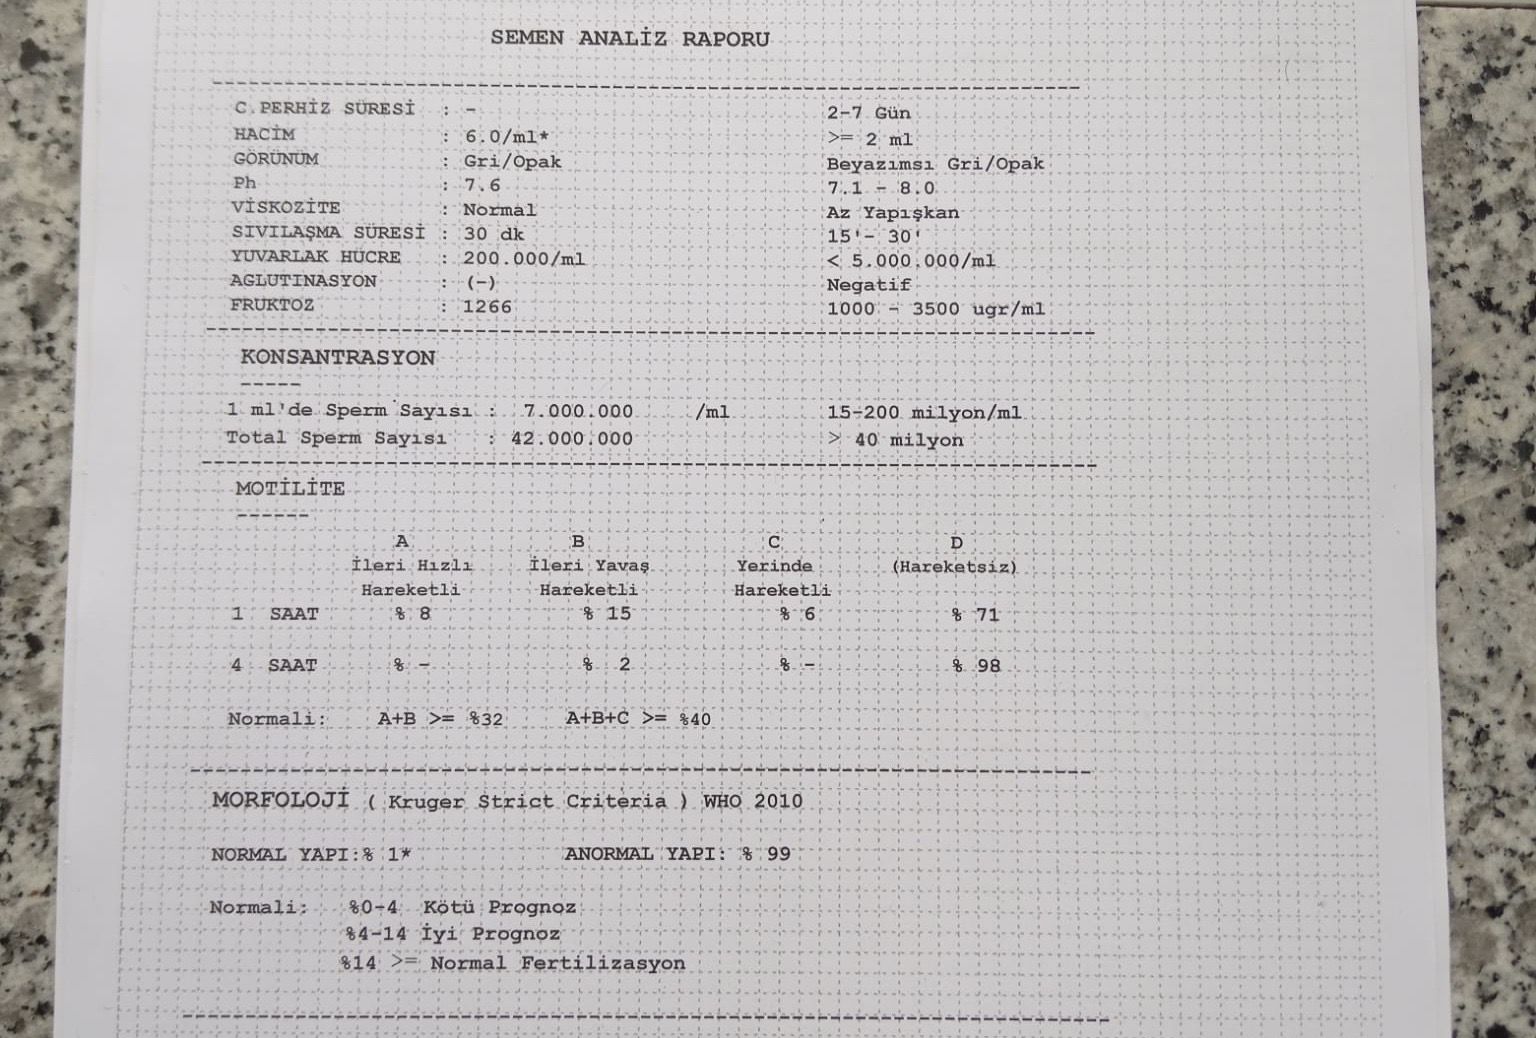 SEMEN ANALİZ RAPORU
C.PERHİZ SÜRESİ : - 2-7 Gün
HACİM : 6.0/ml* >= 2 ml
GÖRÜNÜM : Gri/Opak Beyazımsı Gri/Opak
Ph : 7.6 7.1 - 8.0
VİSKOZİTE : Normal Az Yapışkan
SIVILAŞMA SÜRESİ : 30 dk 15'- 30'
YUVARLAK HÜCRE : 200.000/ml < 5.000.000/ml
AGLUTINASYON : (-) Negatif
FRUKTOZ : 1266 1000 - 3500 ugr/ml
KONSANTRASYON
1 ml'de Sperm Sayısı : 7.000.000 /ml 15-200 milyon/ml
Total Sperm Sayısı : 42.000.000 > 40 milyon
MOTİLİTE
A B C D
İleri Hızlı İleri Yavaş Yerinde (Hareketsiz)
Hareketli Hareketli Hareketli
1 SAAT % 8 % 15 % 6 % 71
4 SAAT % - % 2 % - % 98
Normali: A+B >= %32 A+B+C >= %40
MORFOLOJİ ( Kruger Strict Criteria ) WHO 2010
NORMAL YAPI:% 1* ANORMAL YAPI: % 99
Normali: %0-4 Kötü Prognoz
%4-14 İyi Prognoz
%14 >= Normal Fertilizasyon